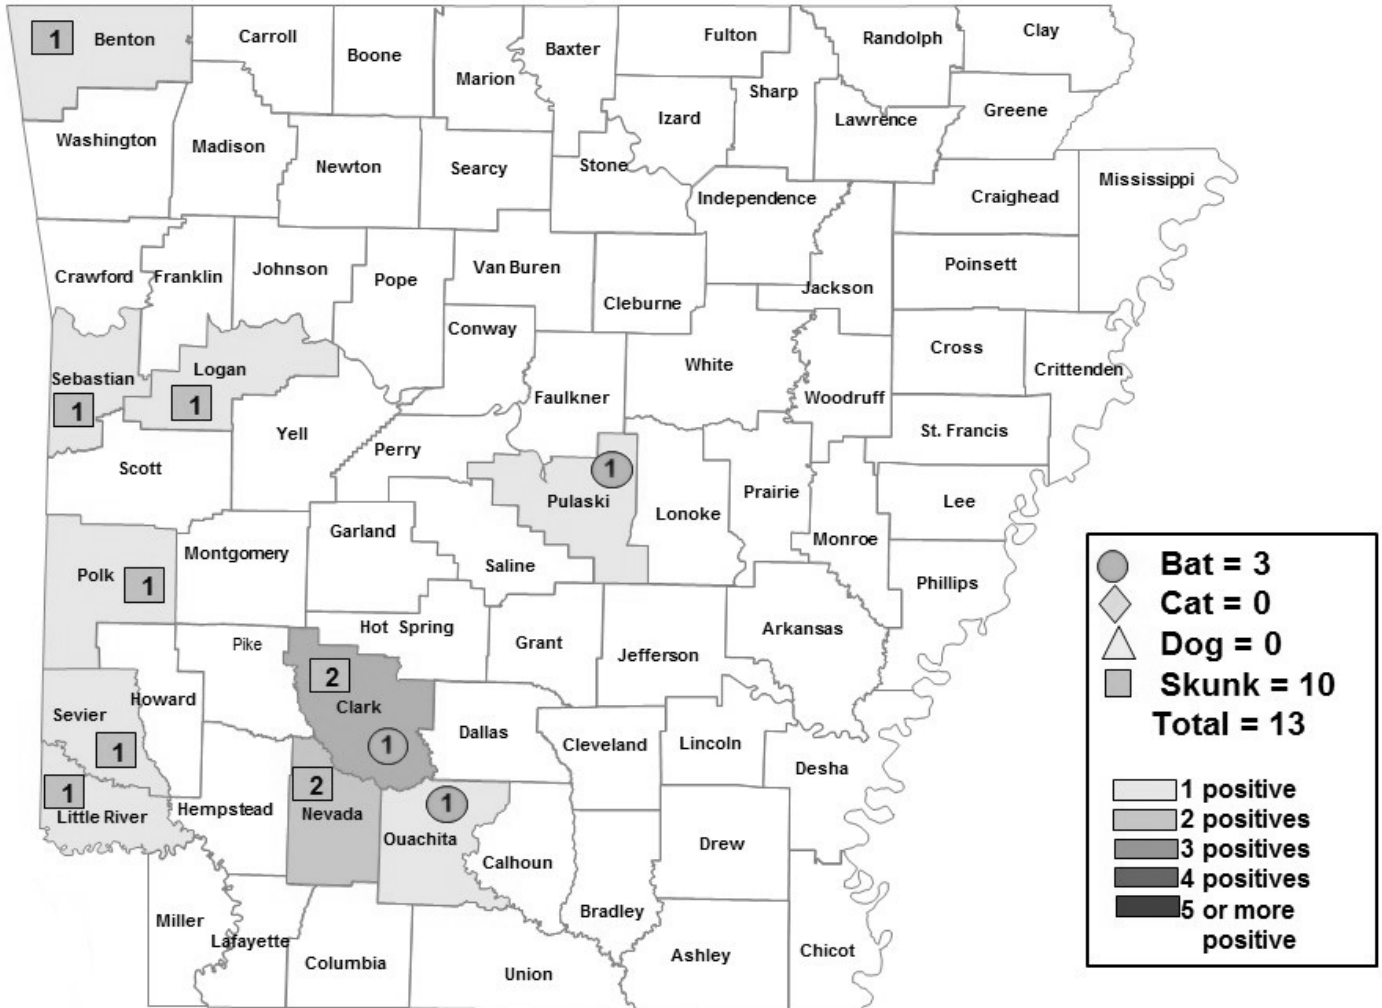 1 Benton
Carroll
Boone
Marion
Baxter
Fulton
Randolph
Clay
Washington
Madison
Newton
Searcy
Stone
Izard
Sharp
Lawrence
Greene
Independence
Craighead
Mississippi
Crawford
Franklin
Johnson
Pope
Van Buren
Cleburne
Jackson
Poinsett
Sebastian
1
Logan
1
Conway
Faulkner
White
Woodruff
Cross
Crittenden
Scott
Yell
Perry
Pulaski
1
Lonoke
Prairie
St. Francis
Lee
Monroe
Phillips
Polk 1
Montgomery
Garland
Saline
Hot Spring
Grant
Jefferson
Arkansas
Pike
Howard
Sevier
1
2
Clark
1
Dallas
Cleveland
Lincoln
Desha
1
Little River
Hempstead
2
Nevada
1
Ouachita
Calhoun
Drew
Bradley
Miller
Lafayette
Columbia
Union
Ashley
Chicot
Bat = 3
Cat = 0
Dog = 0
Skunk = 10
Total = 13
1 positive
2 positives
3 positives
4 positives
5 or more
positive